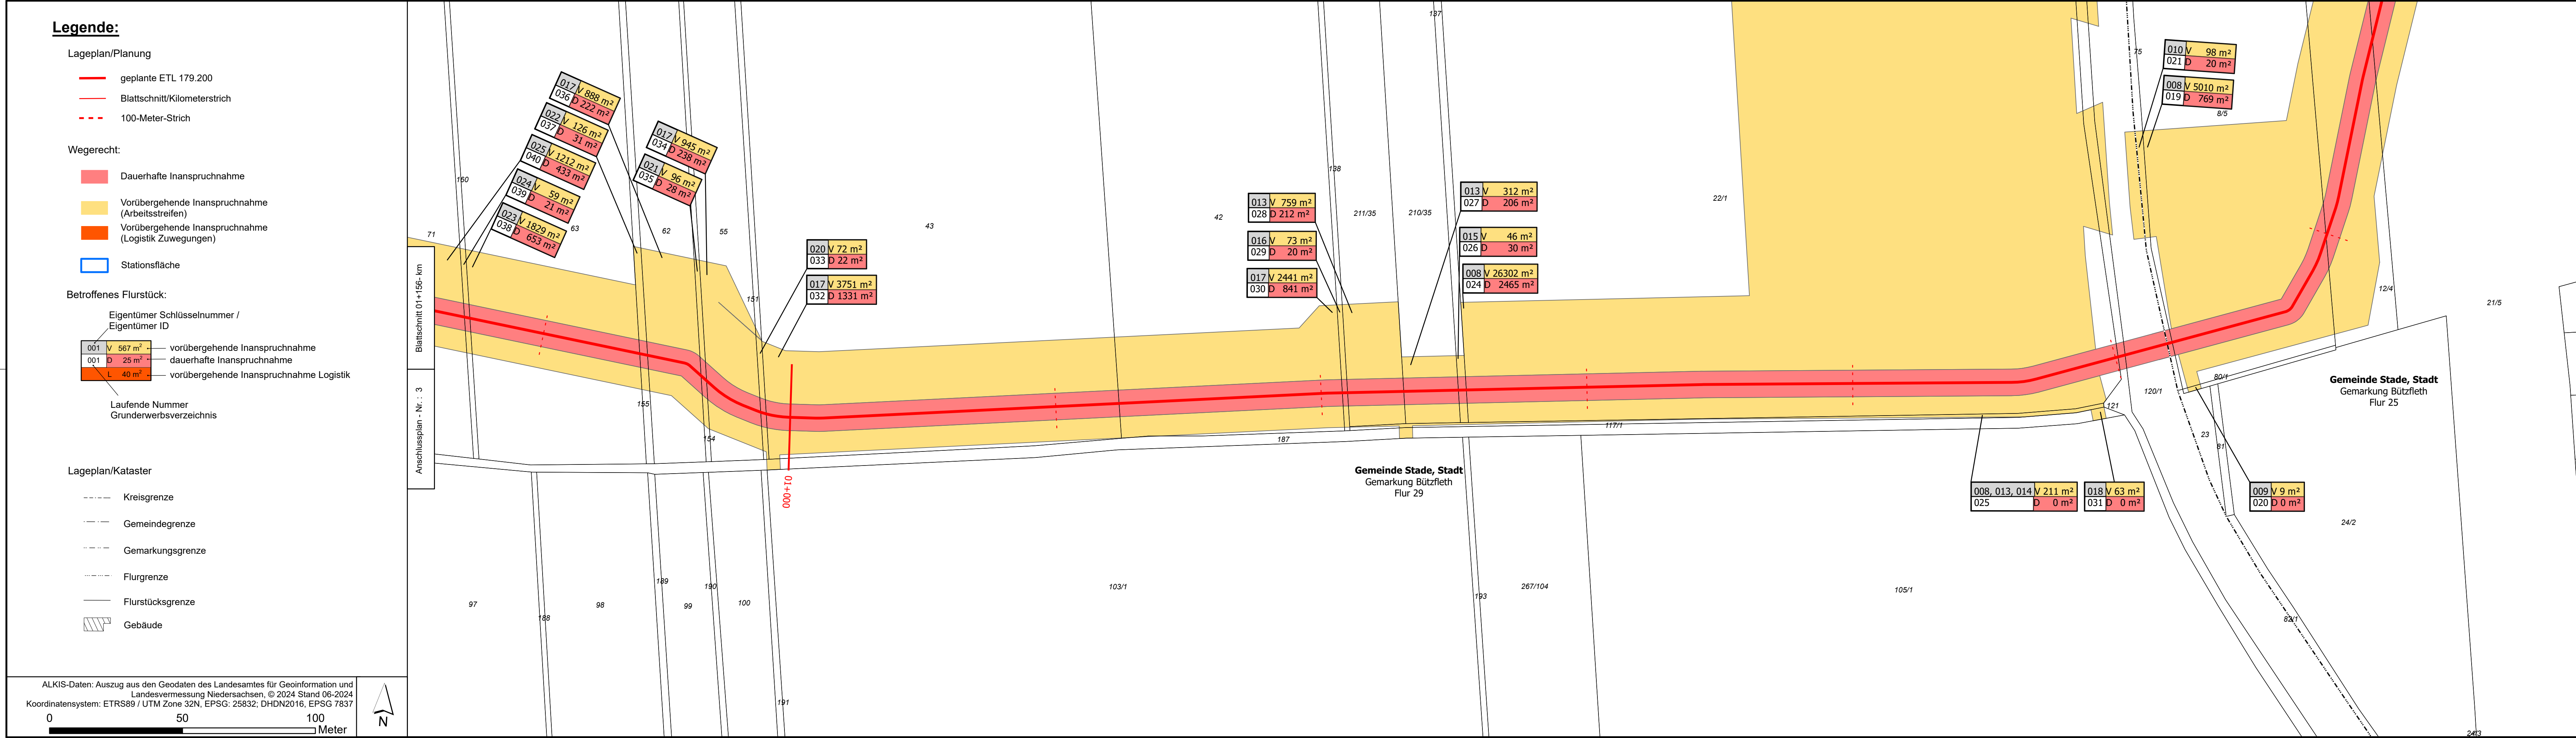 Legende:
Lageplan/Planung
geplante ETL 179.200
Blattschnitt/Kilometerstrich
100-Meter-Strich
Wegerecht:
Dauerhafte Inanspruchnahme
Vorübergehende Inanspruchnahme
(Arbeitsstreifen)
Vorübergehende Inanspruchnahme
(Logistik Zuwegungen)
Stationsfläche
Betroffenes Flurstück:
Eigentümer Schlüsselnummer /
Eigentümer ID
001 V 567 m²
001 D 25 m²
L 40 m²
vorübergehende Inanspruchnahme
dauerhafte Inanspruchnahme
vorübergehende Inanspruchnahme Logistik
Laufende Nummer
Grunderwerbsverzeichnis
Lageplan/Kataster
Kreisgrenze
Gemeindegrenze
Gemarkungsgrenze
Flurgrenze
Flurstücksgrenze
Gebäude
ALKIS-Daten: Auszug aus den Geodaten des Landesamtes für Geoinformation und
Landesvermessung Niedersachsen, © 2024 Stand 06-2024
Koordinatensystem: ETRS89 / UTM Zone 32N, EPSG: 25832; DHDN2016, EPSG 7837
0 50 100
Meter
N
Blattschnitt 01+156- km
Anschlussplan - Nr. : 3
017 V 888 m²
036 D 222 m²
022 V 126 m²
037 D 31 m²
025 V 1212 m²
040 D 433 m²
024 V 59 m²
039 D 21 m²
023 V 1829 m²
038 D 653 m²
017 V 945 m²
034 D 238 m²
021 V 96 m²
035 D 28 m²
020 V 72 m²
033 D 22 m²
017 V 3751 m²
032 D 1331 m²
013 V 759 m²
028 D 212 m²
016 V 73 m²
029 D 20 m²
017 V 2441 m²
030 D 841 m²
013 V 312 m²
027 D 206 m²
015 V 46 m²
026 D 30 m²
008 V 26302 m²
024 D 2465 m²
010 V 98 m²
021 D 20 m²
008 V 5010 m²
019 D 769 m²
008, 013, 014 V 211 m²
025 D 0 m²
018 V 63 m²
031 D 0 m²
009 V 9 m²
020 D 0 m²
71
160
63
62
55
151
43
42
138
211/35
210/35
137
22/1
75
8/5
12/4
21/5
155
154
01+000
187
117/1
121
120/1
80/1
23
81
Gemeinde Stade, Stadt
Gemarkung Bützfleth
Flur 29
Gemeinde Stade, Stadt
Gemarkung Bützfleth
Flur 25
97
188
98
189
99
190
100
191
103/1
193
267/104
105/1
82/1
24/2
24/3